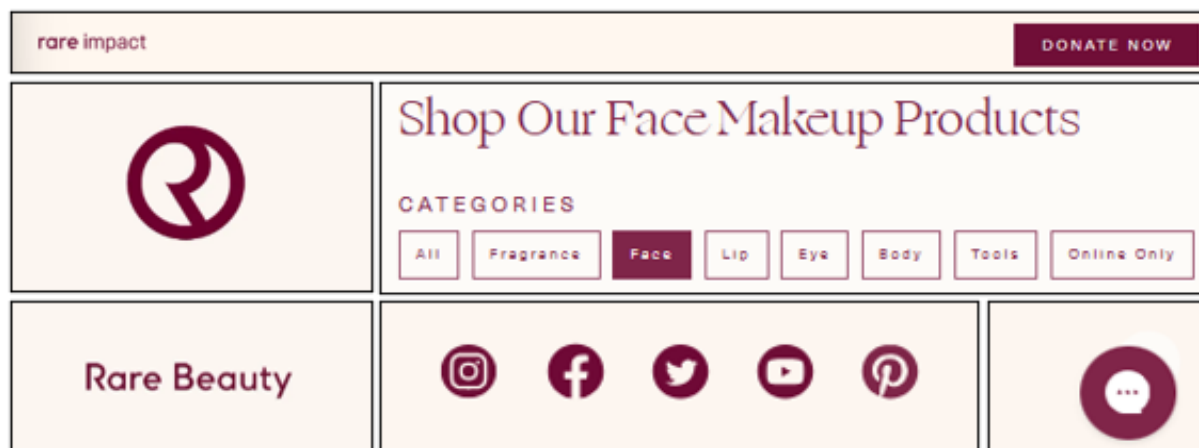 rare impact
DONATE NOW
Shop Our Face Makeup Products
CATEGORIES
All Fragrance Face Lip Eye Body Tools Online Only
Rare Beauty